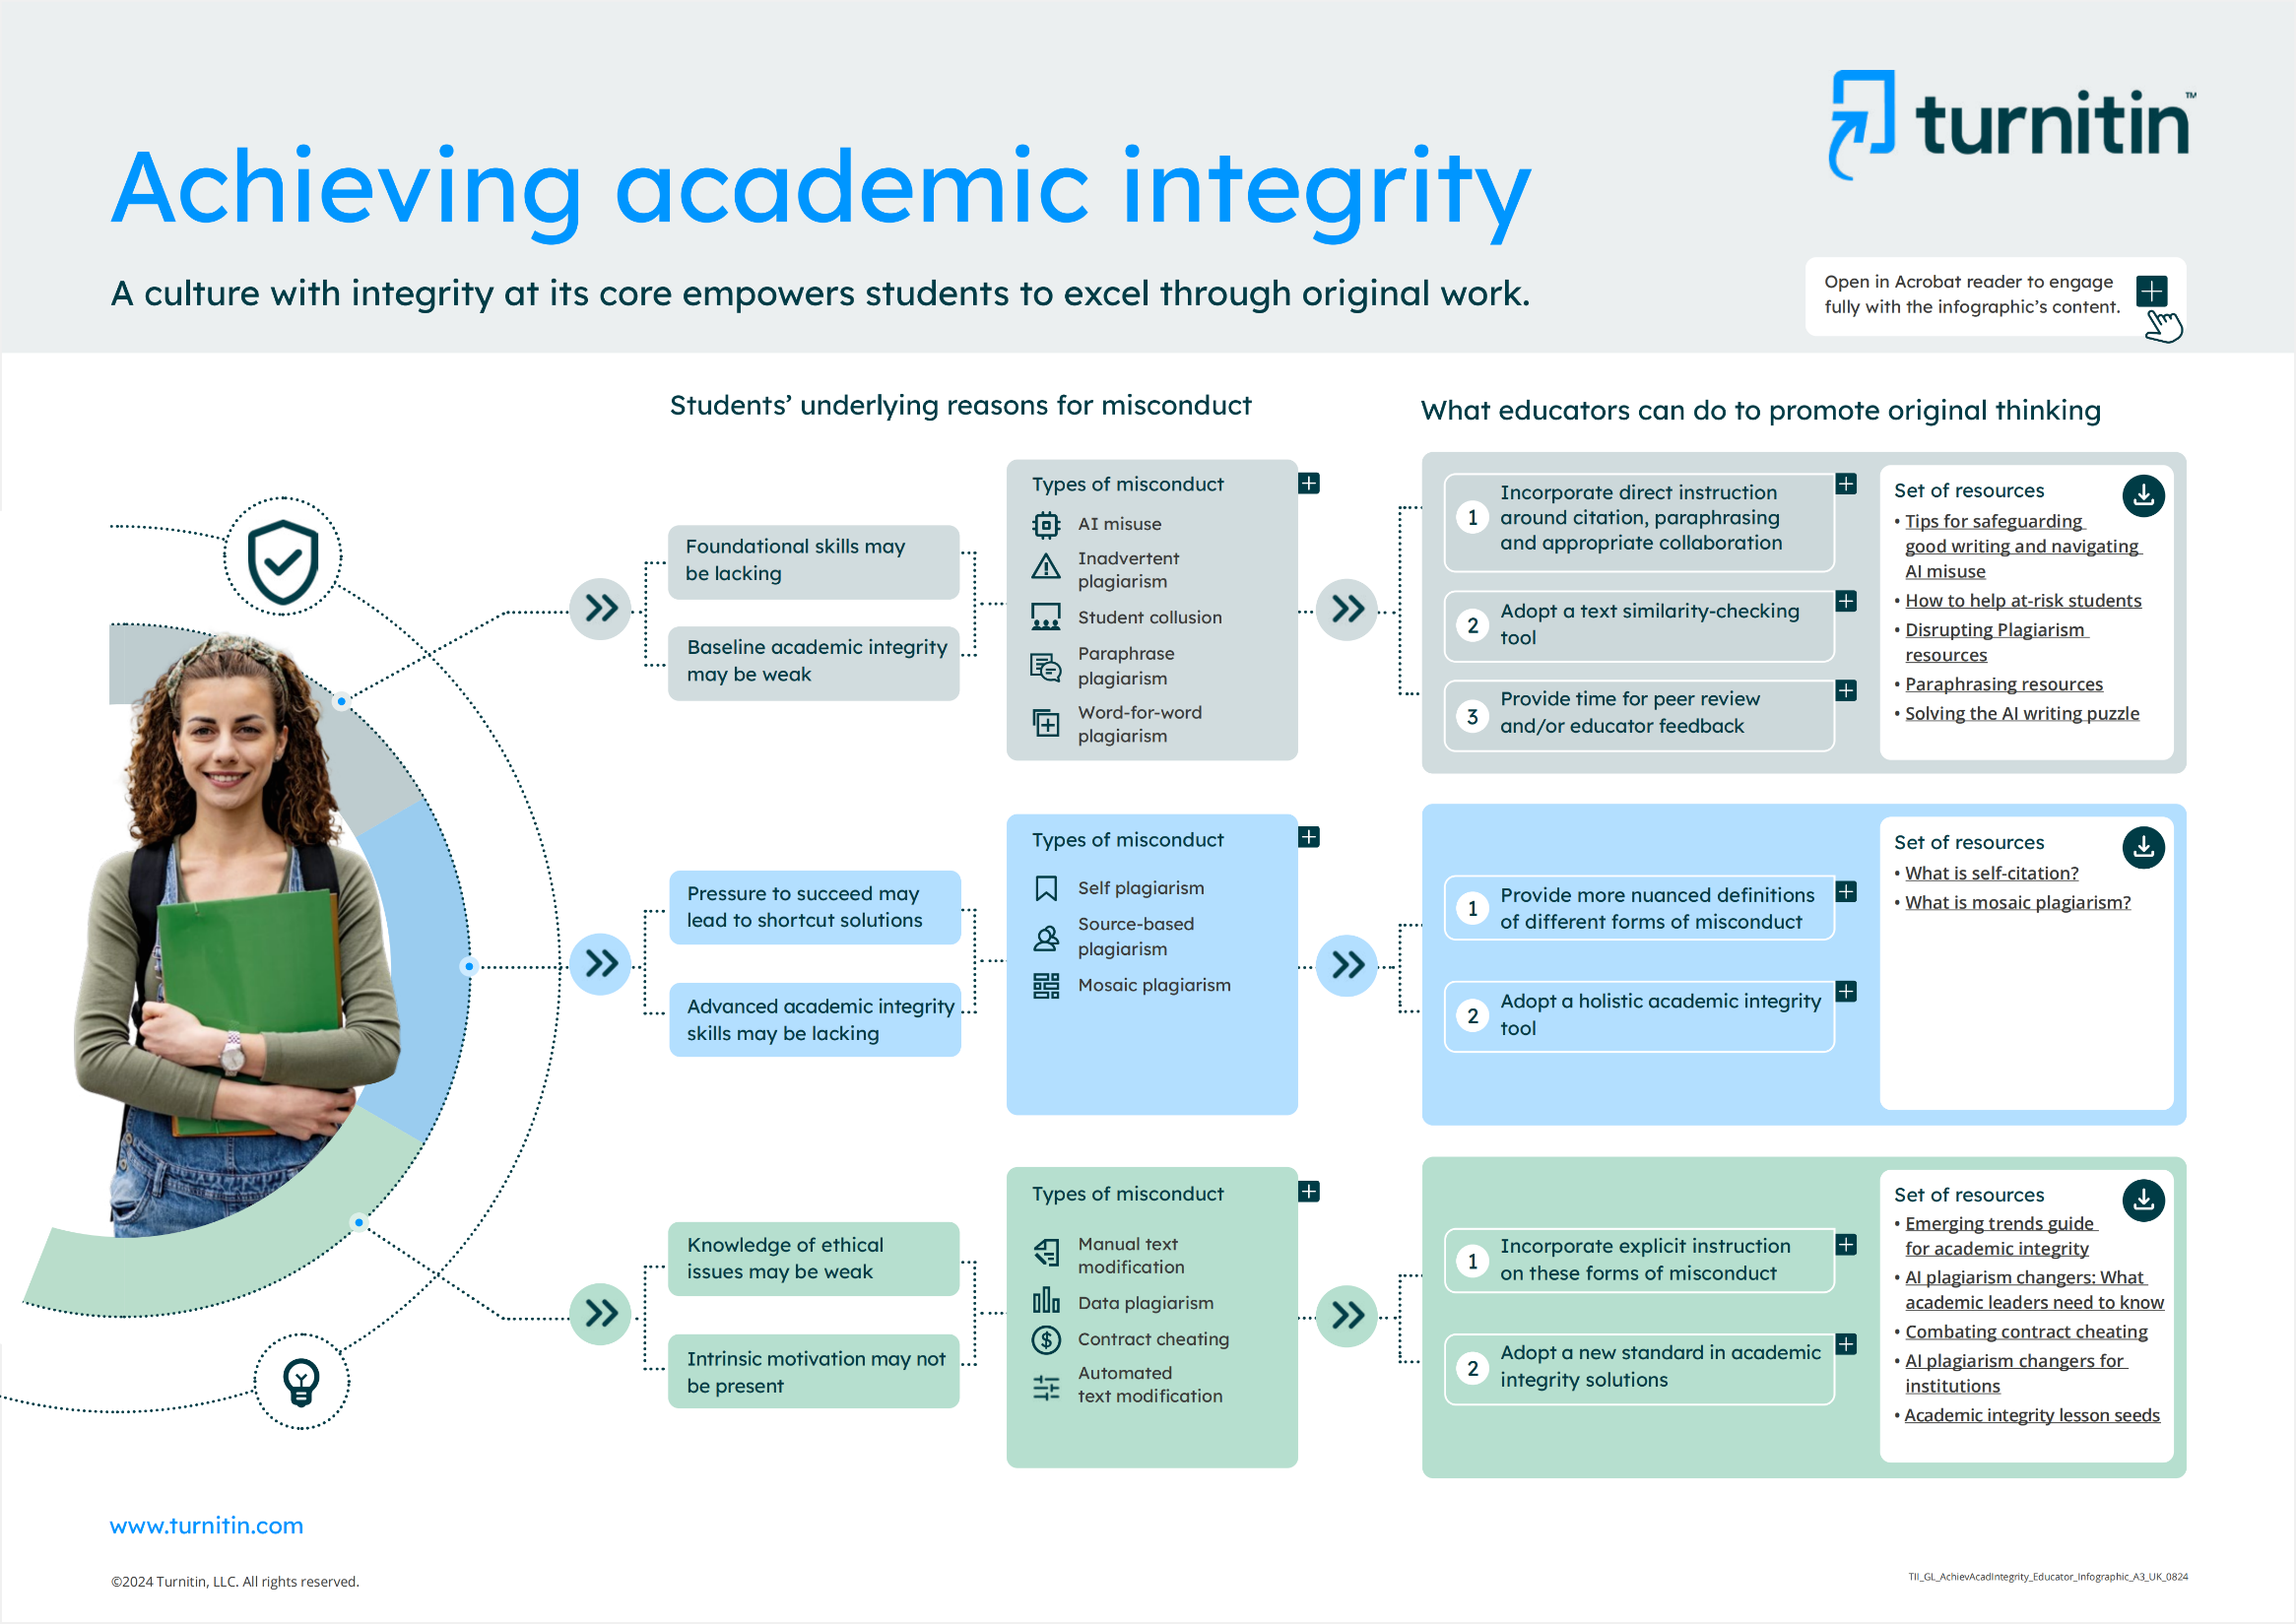 turnitin™
Achieving academic integrity
A culture with integrity at its core empowers students to excel through original work.
Open in Acrobat reader to engage
fully with the infographic’s content.
Students’ underlying reasons for misconduct
What educators can do to promote original thinking
Foundational skills may
be lacking
Baseline academic integrity
may be weak
Types of misconduct
AI misuse
Inadvertent
plagiarism
Student collusion
Paraphrase
plagiarism
Word-for-word
plagiarism
1
Incorporate direct instruction
around citation, paraphrasing
and appropriate collaboration
2
Adopt a text similarity-checking
tool
3
Provide time for peer review
and/or educator feedback
Set of resources
• Tips for safeguarding
good writing and navigating
AI misuse
• How to help at-risk students
• Disrupting Plagiarism
resources
• Paraphrasing resources
• Solving the AI writing puzzle
Pressure to succeed may
lead to shortcut solutions
Advanced academic integrity
skills may be lacking
Types of misconduct
Self plagiarism
Source-based
plagiarism
Mosaic plagiarism
1
Provide more nuanced definitions
of different forms of misconduct
2
Adopt a holistic academic integrity
tool
Set of resources
• What is self-citation?
• What is mosaic plagiarism?
Knowledge of ethical
issues may be weak
Intrinsic motivation may not
be present
Types of misconduct
Manual text
modification
Data plagiarism
$
Contract cheating
Automated
text modification
1
Incorporate explicit instruction
on these forms of misconduct
2
Adopt a new standard in academic
integrity solutions
Set of resources
• Emerging trends guide
for academic integrity
• AI plagiarism changers: What
academic leaders need to know
• Combating contract cheating
• AI plagiarism changers for
institutions
• Academic integrity lesson seeds
www.turnitin.com
©2024 Turnitin, LLC. All rights reserved.
TII_GL_AchievAcadIntegrity_Educator_Infographic_A3_UK_0824